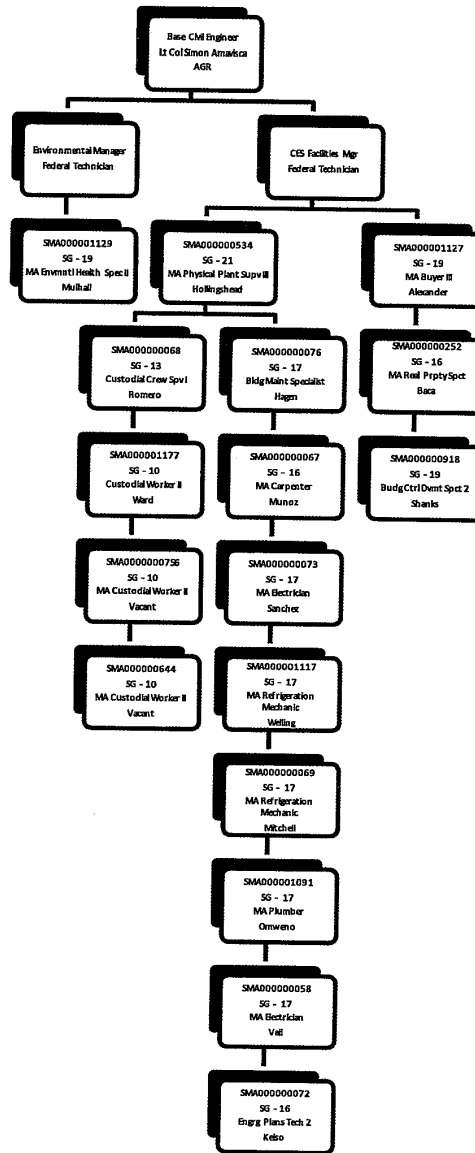 Base Civil Engineer
Lt Col Simon Amavisca
AGR
Environmental Manager
Federal Technician
CES Facilities Mgr
Federal Technician
SMA000001129
SG - 19
MA Envmntl Health Spec II
Mulhall
SMA000000534
SG - 21
MA Physical Plant Supv III
Hollingshead
SMA000001127
SG - 19
MA Buyer III
Alexander
SMA000000068
SG - 13
Custodial Crew Spv I
Romero
SMA000000076
SG - 17
Bldg Maint Specialist
Hagen
SMA000000252
SG - 16
MA Real Prpty Spct
Baca
SMA000001177
SG - 10
Custodial Worker II
Ward
SMA000000067
SG - 16
MA Carpenter
Munoz
SMA000000918
SG - 19
Budg Ctrl Dvmt Spct 2
Shanks
SMA000000756
SG - 10
MA Custodial Worker II
Vacant
SMA000000073
SG - 17
MA Electrician
Sanchez
SMA000000644
SG - 10
MA Custodial Worker II
Vacant
SMA000001117
SG - 17
MA Refrigeration
Mechanic
Welling
SMA000000069
SG - 17
MA Refrigeration
Mechanic
Mitchell
SMA000001091
SG - 17
MA Plumber
Omweno
SMA000000058
SG - 17
MA Electrician
Veil
SMA000000072
SG - 16
Engrg Plans Tech 2
Kelso